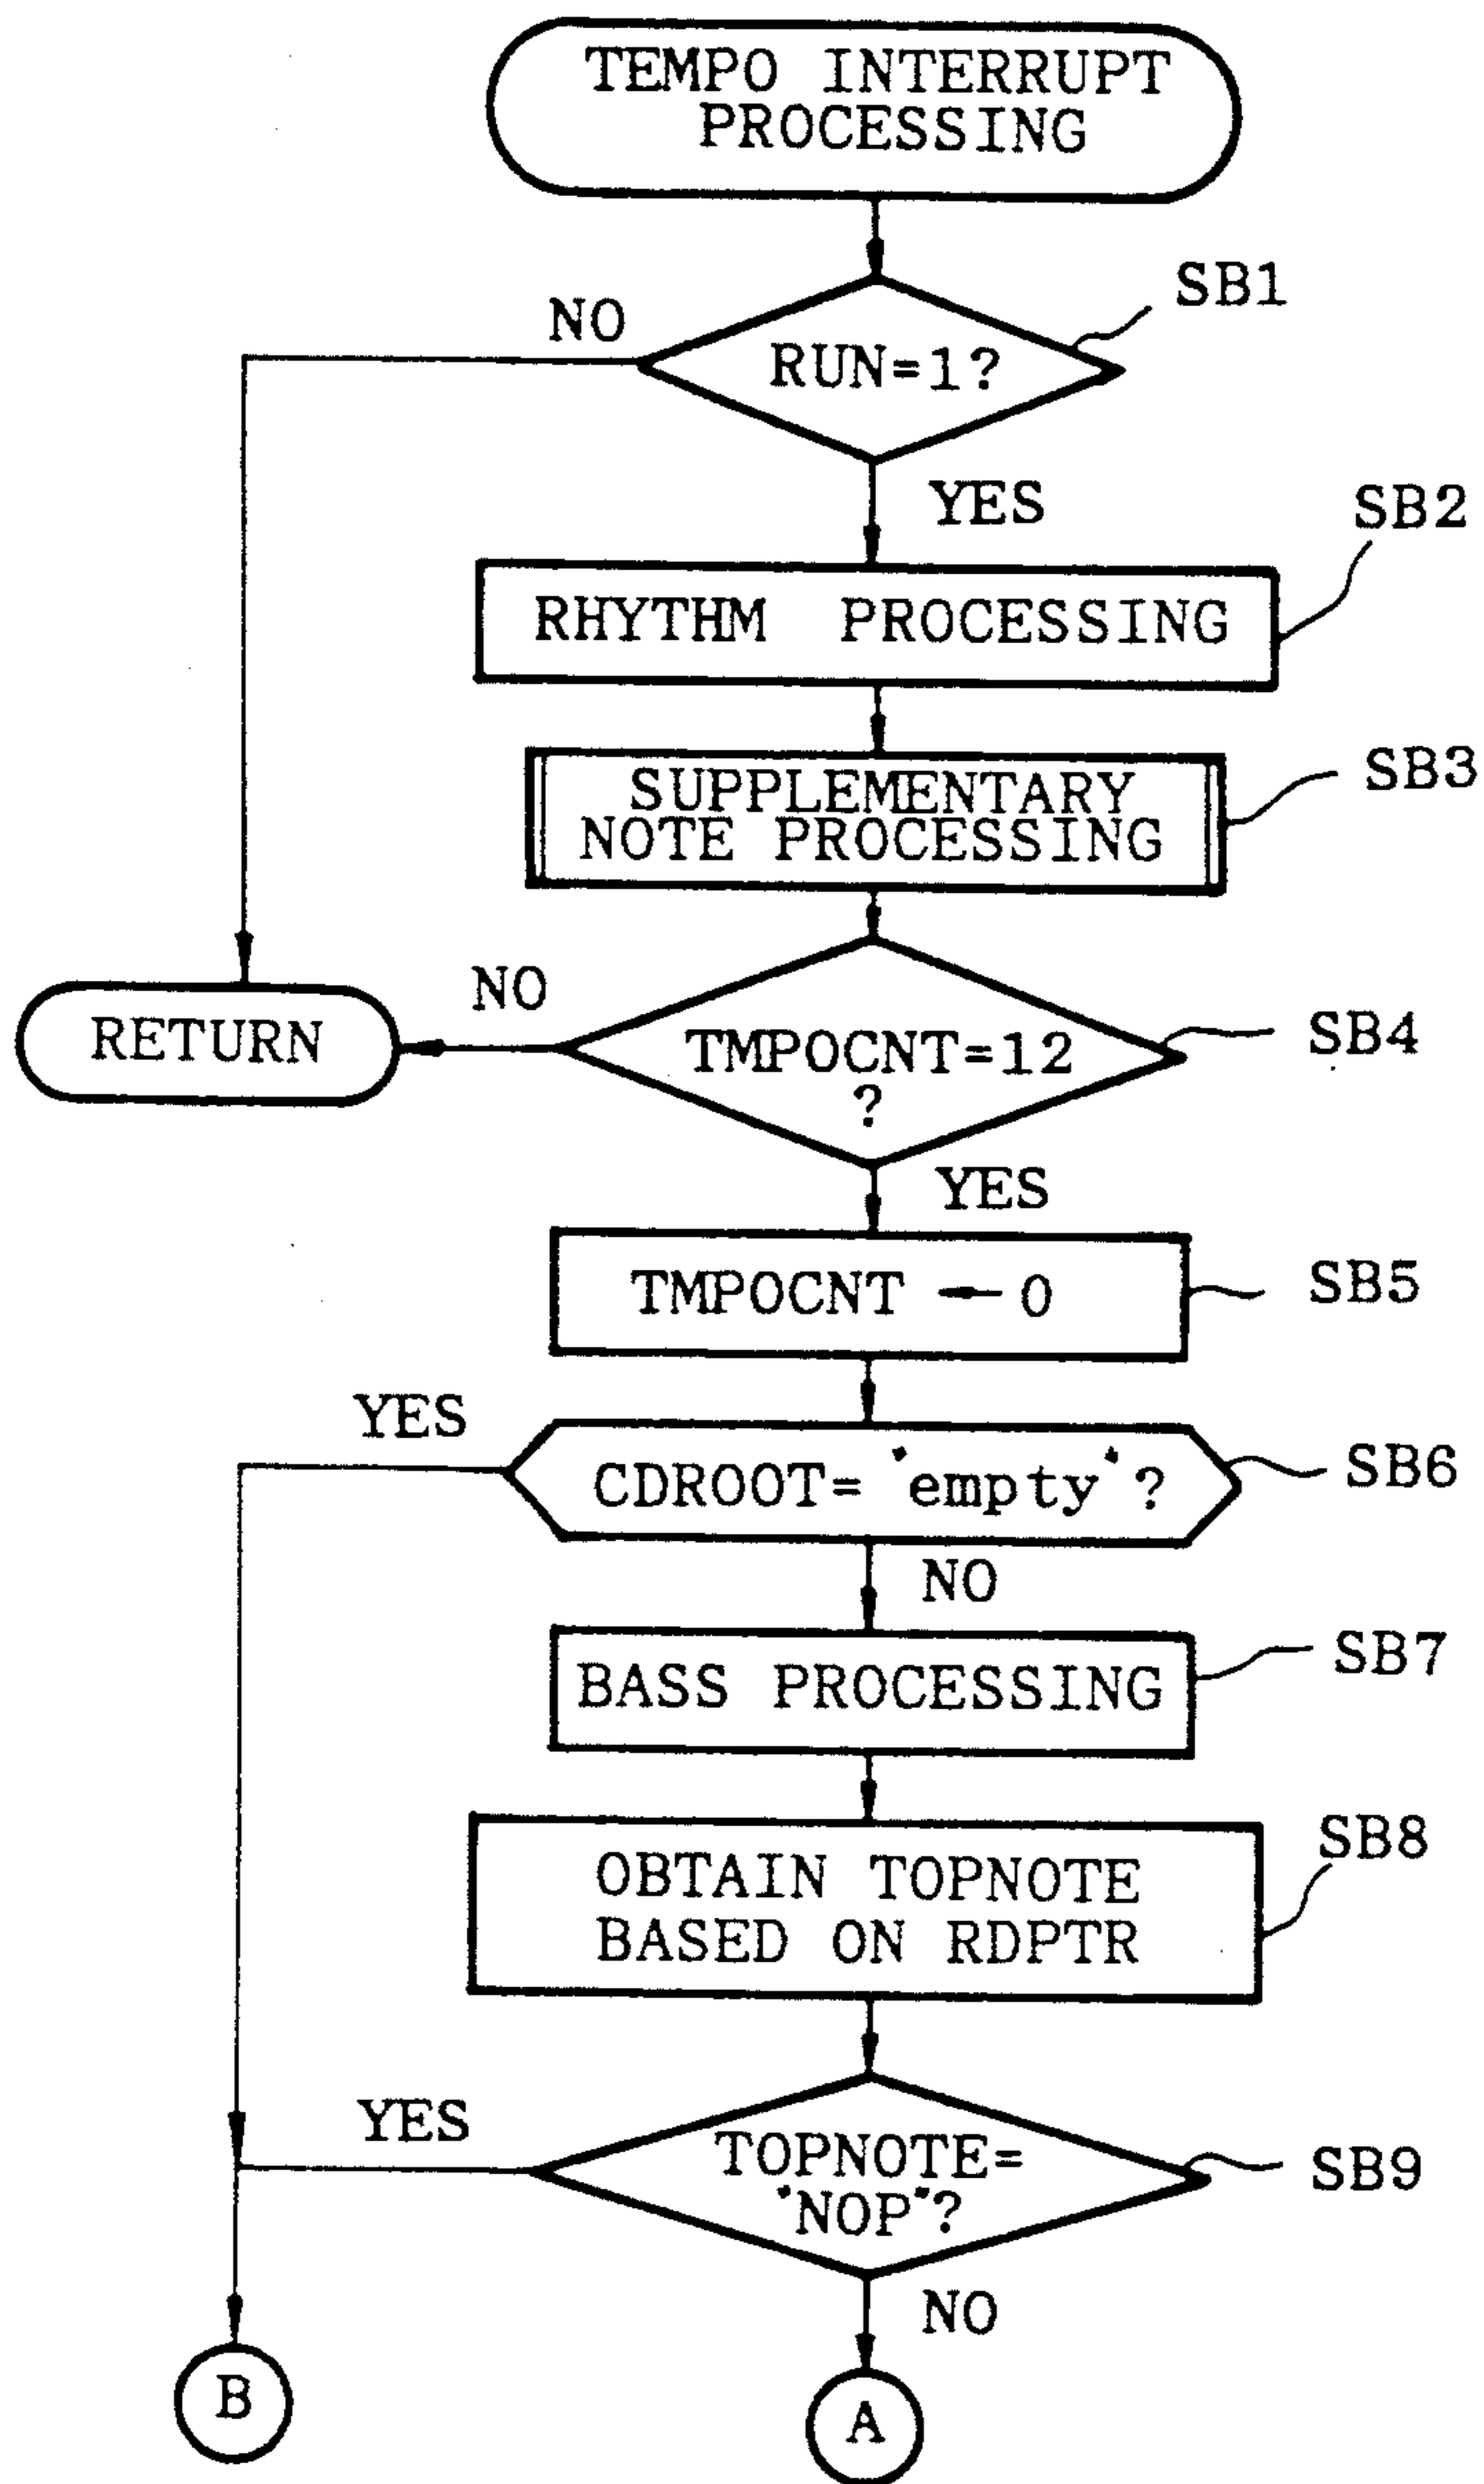 TEMPO INTERRUPT
PROCESSING
SB1
NO
RUN=1?
YES
SB2
RHYTHM PROCESSING
SB3
SUPPLEMENTARY
NOTE PROCESSING
NO
RETURN
TMPOCNT=12
?
SB4
YES
TMPOCNT ← 0
SB5
YES
CDROOT= "empty"?
SB6
NO
BASS PROCESSING
SB7
OBTAIN TOPNOTE
BASED ON RDPTR
SB8
YES
TOPNOTE=
"NOP"?
SB9
NO
B
A